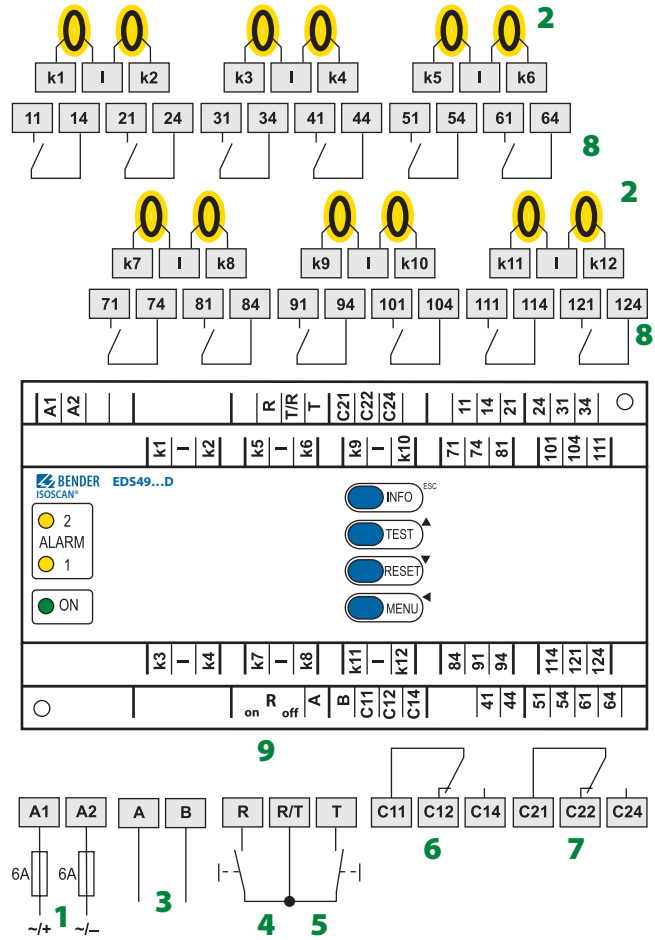 2
k1 I k2 k3 I k4 k5 I k6
11 14 21 24 31 34 41 44 51 54 61 64
8
2
k7 I k8 k9 I k10 k11 I k12
71 74 81 84 91 94 101 104 111 114 121 124
8
A1 A2 R T/R T C21 C22 C24 11 14 21 24 31 34
k1 I k2 k5 I k6 k9 I k10 71 74 81 101 104 111
BENDER EDS49...D
ISOSCAN®
2
ALARM
1
ON
INFO ESC
TEST
RESET
MENU
k3 I k4 k7 I k8 k11 I k12 84 91 94 114 121 124
on R off A B C11 C12 C14 41 44 51 54 61 64
9
A1 A2 A B R R/T T C11 C12 C14 C21 C22 C24
6 7
6A 6A
1 3 4 5
~/+ ~/–